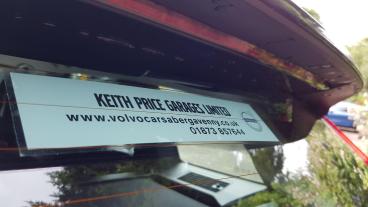 KEITH PRICE GARAGES LIMITED
www.volvocarsabergavenny.co.uk
01873 857644